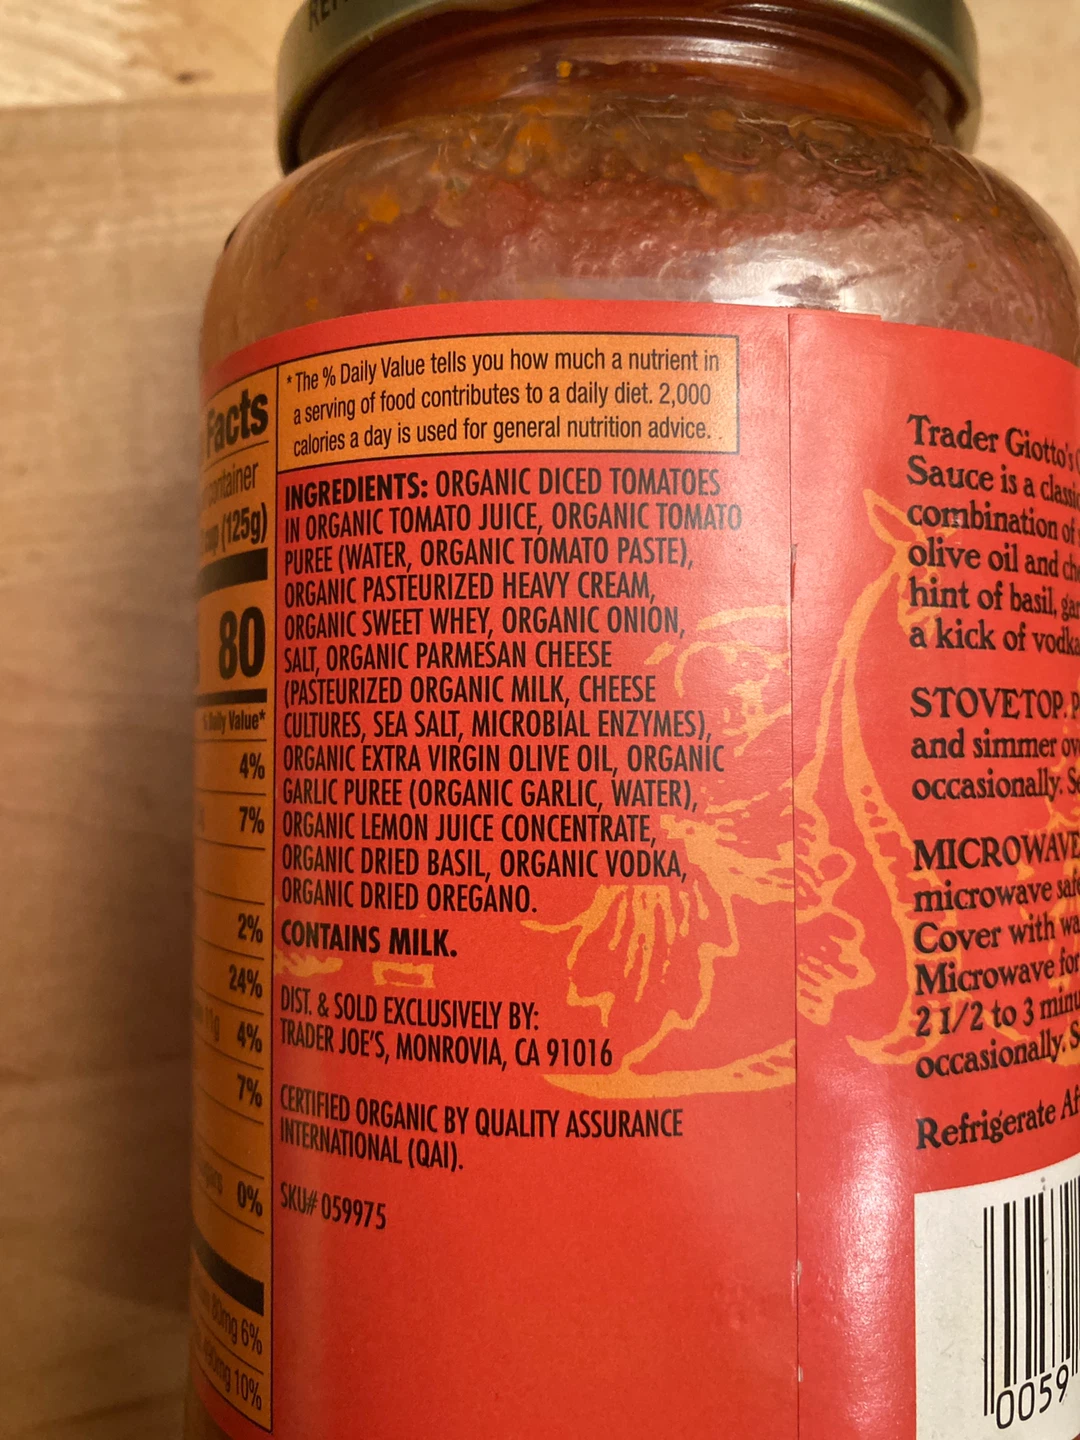 * The % Daily Value tells you how much a nutrient in
a serving of food contributes to a daily diet. 2,000
calories a day is used for general nutrition advice.
Facts
(125g)
80
% Daily Value*
4%
7%
2%
24%
4%
7%
0%
6%
10%
INGREDIENTS: ORGANIC DICED TOMATOES
IN ORGANIC TOMATO JUICE, ORGANIC TOMATO
PUREE (WATER, ORGANIC TOMATO PASTE),
ORGANIC PASTEURIZED HEAVY CREAM,
ORGANIC SWEET WHEY, ORGANIC ONION,
SALT, ORGANIC PARMESAN CHEESE
(PASTEURIZED ORGANIC MILK, CHEESE
CULTURES, SEA SALT, MICROBIAL ENZYMES),
ORGANIC EXTRA VIRGIN OLIVE OIL, ORGANIC
GARLIC PUREE (ORGANIC GARLIC, WATER),
ORGANIC LEMON JUICE CONCENTRATE,
ORGANIC DRIED BASIL, ORGANIC VODKA,
ORGANIC DRIED OREGANO.
CONTAINS MILK.
DIST. & SOLD EXCLUSIVELY BY:
TRADER JOE'S, MONROVIA, CA 91016
CERTIFIED ORGANIC BY QUALITY ASSURANCE
INTERNATIONAL (QAI).
SKU# 059975
Trader Giotto's
Sauce is a
combination of
olive oil and
hint of basil,
a kick of vodka
STOVETOP.
and simmer
occasionally.
MICROWAVE
microwave
Cover with
Microwave for
2 1/2 to 3
occasionally.
Refrigerate
0059